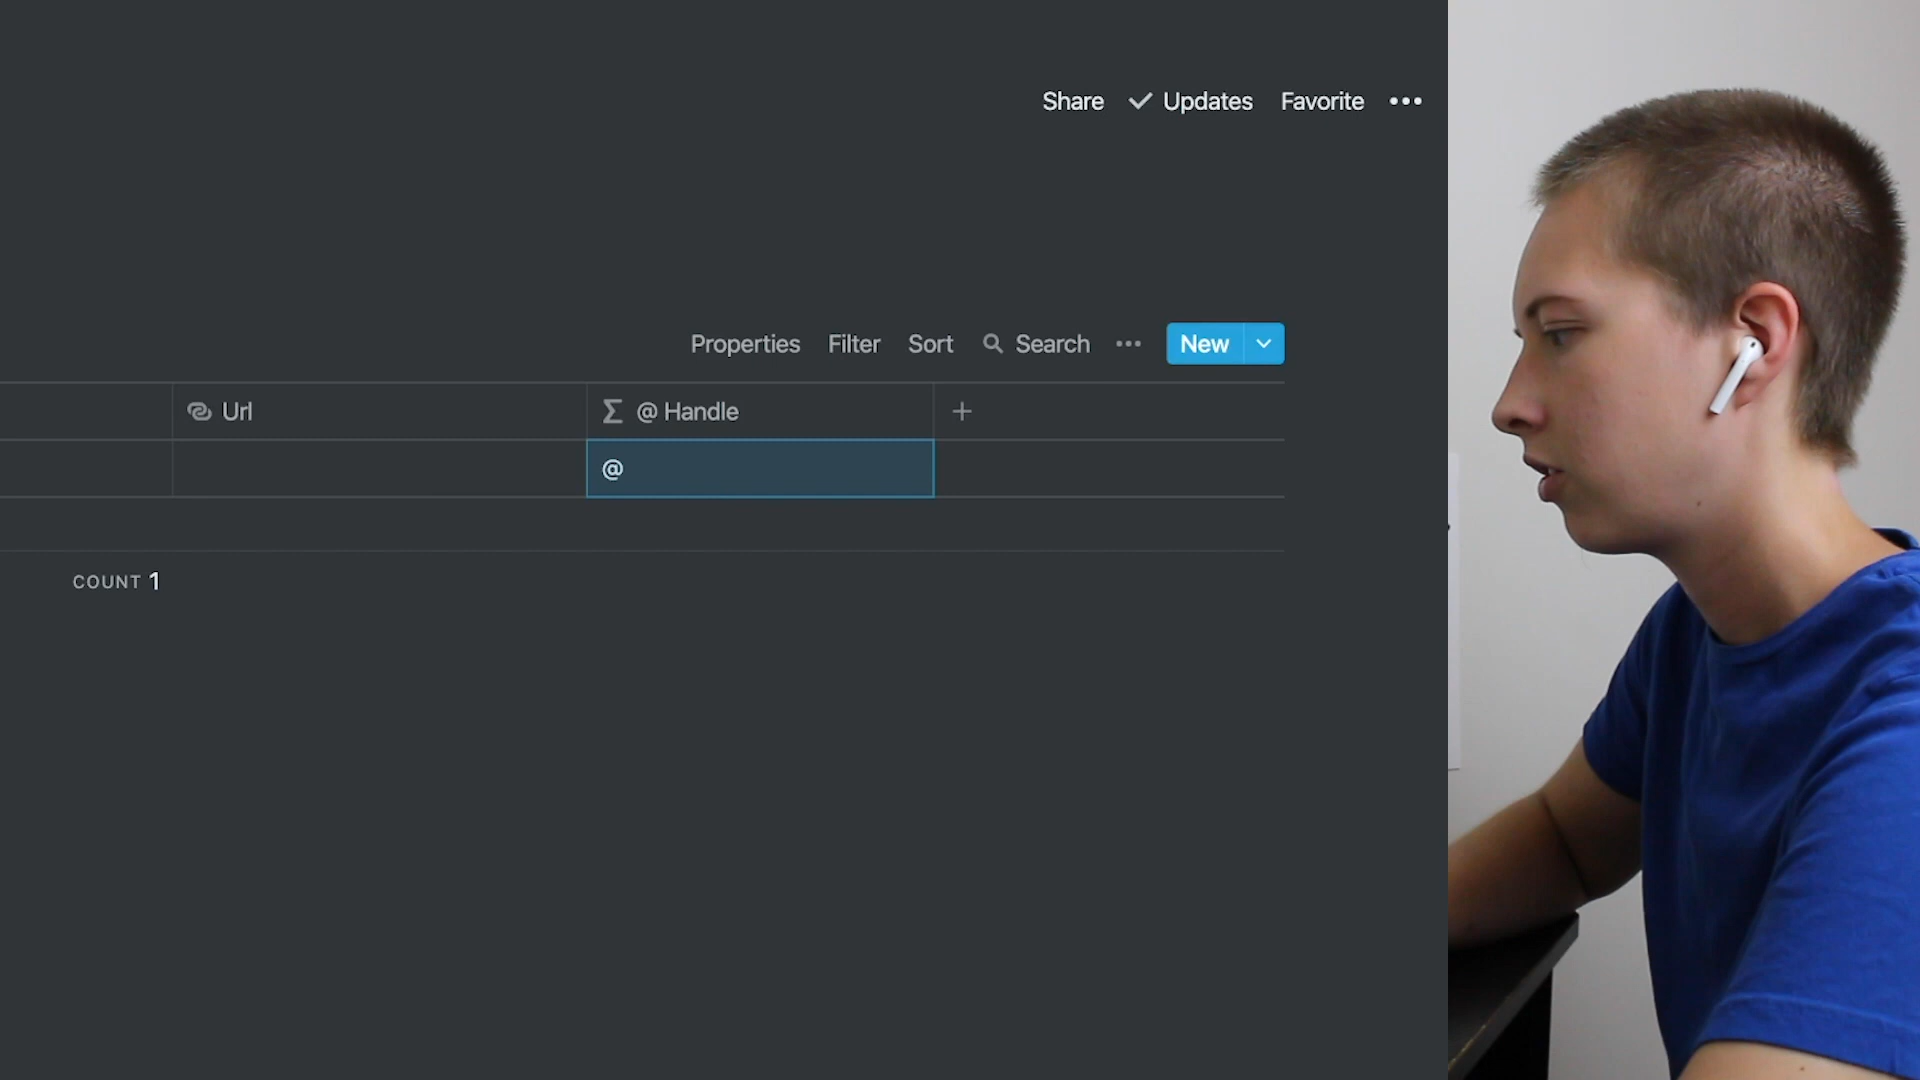 Share Updates Favorite
Properties Filter Sort Search New
Url @ Handle
@
COUNT 1